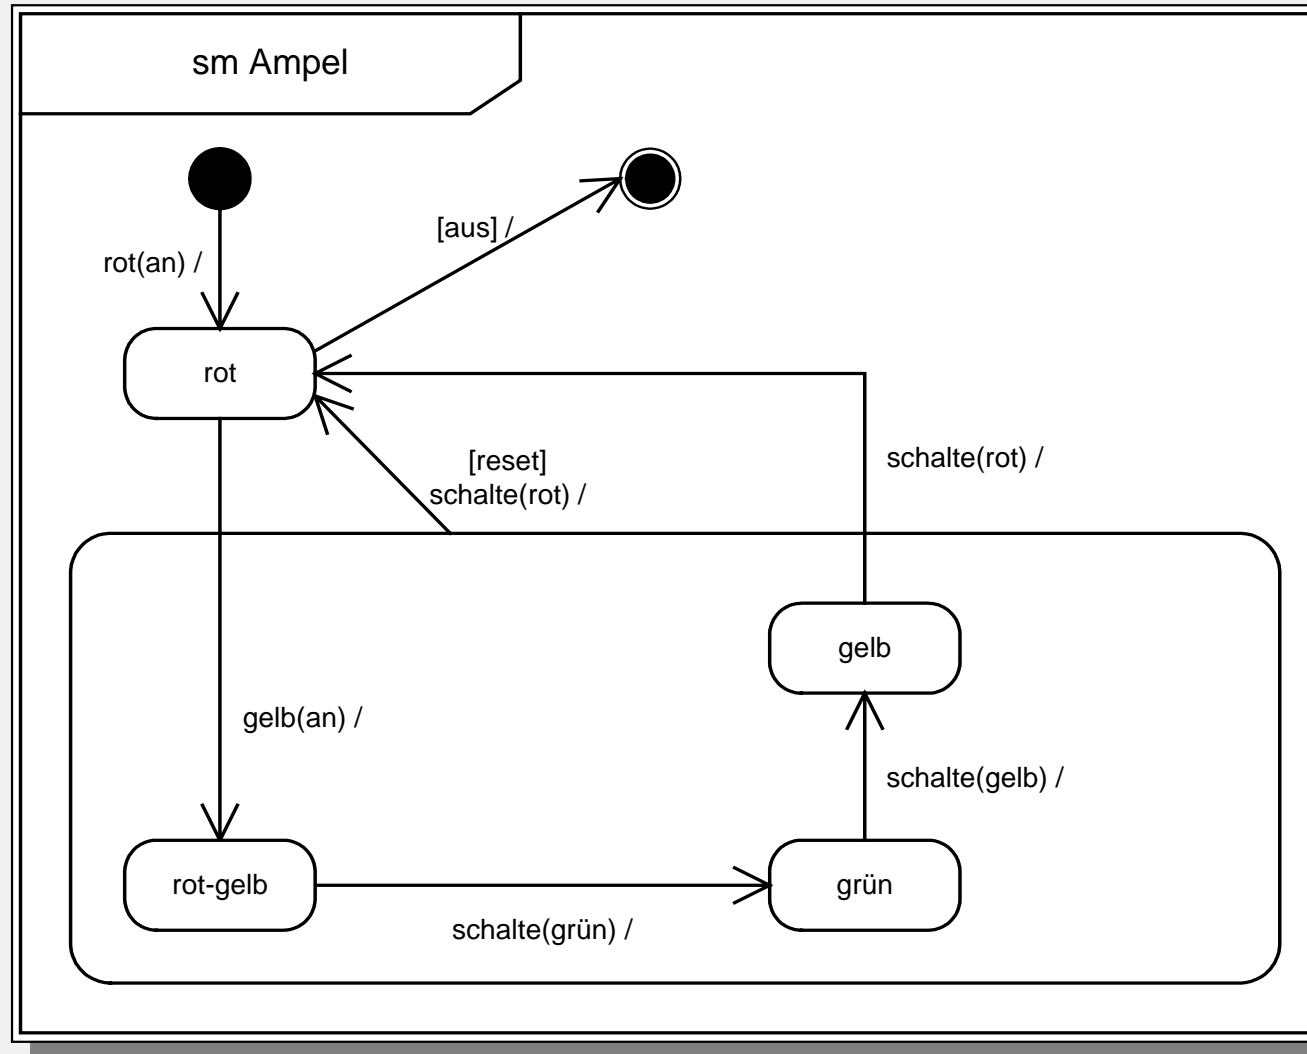 sm Ampel
[aus] /
rot(an) /
rot
[reset]
schalte(rot) /
schalte(rot) /
gelb
gelb(an) /
schalte(gelb) /
rot-gelb
grün
schalte(grün) /